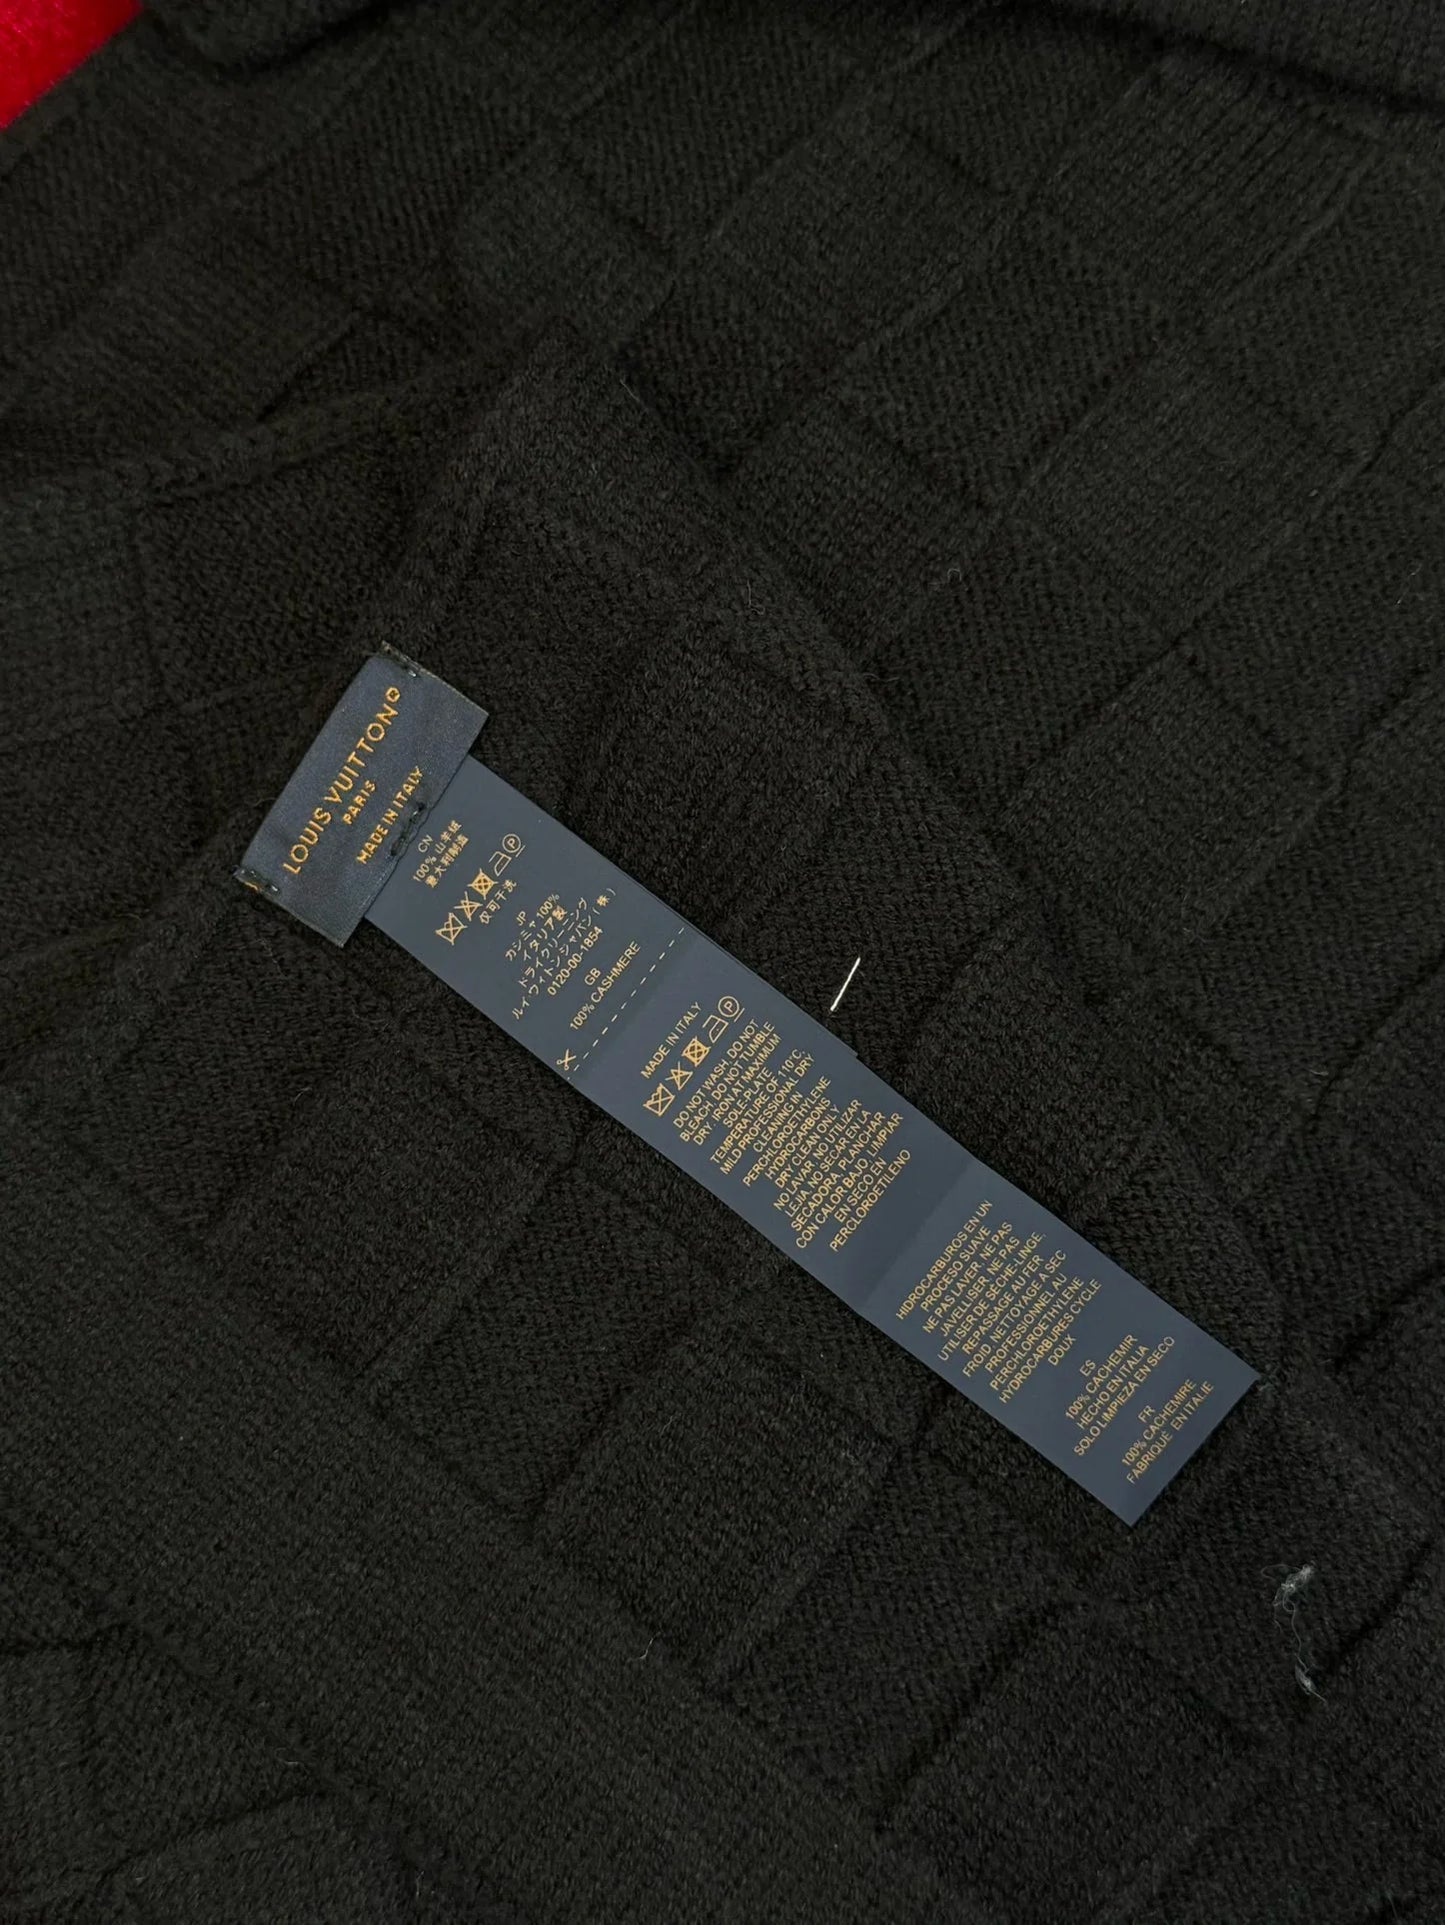 LOUIS VUITTON
PARIS
MADE IN ITALY
CN
100% 山羊绒
意大利制造
仅可干洗
JP
カシミヤ 100%
イタリア製
ドライクリーニング
ルイ・ヴィトンジャパン(株)
0120-00-1854
GB
100% CASHMERE
MADE IN ITALY
DO NOT WASH, DO NOT
BLEACH, DO NOT TUMBLE
DRY, IRON AT MAXIMUM
SOLE-PLATE
TEMPERATURE OF 110°C,
MILD PROFESSIONAL DRY
CLEANING IN
PERCHLOROETHYLENE
HYDROCARBONS
DRY CLEAN ONLY
NO LAVAR, NO UTILIZAR
LEJIA, NO SECAR EN LA
SECADORA, PLANCHAR
CON CALOR BAJO, LIMPIAR
EN SECO EN
PERCLOROETILENO
HIDROCARBUROS EN UN
PROCESO SUAVE
NE PAS LAVER, NE PAS
JAVELLISER, NE PAS
UTILISER DE SÈCHE-LINGE,
REPASSAGE AU FER
FROID, NETTOYAGE A SEC
PROFESSIONNEL AU
PERCHLOROETHYLENE
HYDROCARBURES CYCLE
DOUX
ES
100% CACHEMIR
HECHO EN ITALIA
SOLO LIMPIEZA EN SECO
FR
100% CACHEMIRE
FABRIQUÉ EN ITALIE